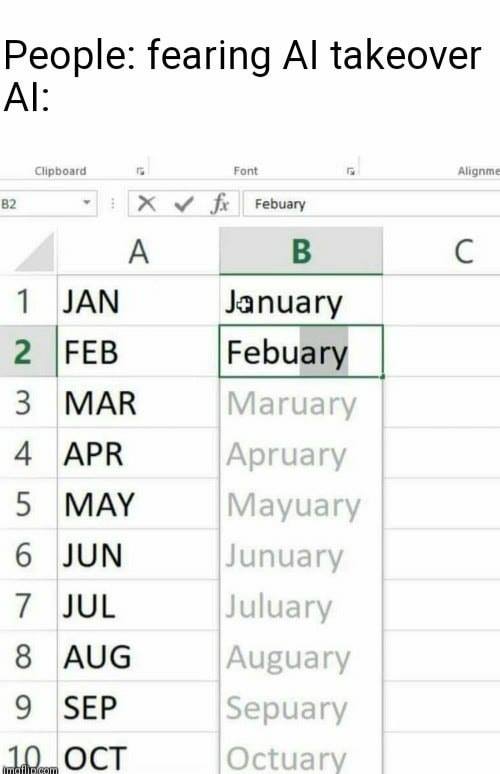 People: fearing AI takeover
AI:
Clipboard Font Alignme
B2 fx Febuary
A B C
1 JAN January
2 FEB Febuary
3 MAR Maruary
4 APR Apruary
5 MAY Mayuary
6 JUN Junuary
7 JUL Juluary
8 AUG Auguary
9 SEP Sepuary
10 OCT Octuary
imgflip.com